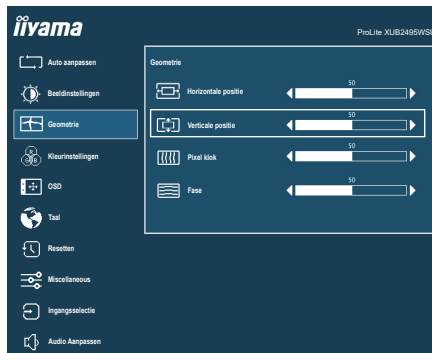 iiyama
ProLite XUB2495WSU
Auto aanpassen
Beeldinstellingen
Geometrie
Kleurinstellingen
OSD
Taal
Resetten
Miscellaneous
Ingangsselectie
Audio Aanpassen
Geometrie
Horizontale positie
50
Verticale positie
50
Pixel klok
50
Fase
50